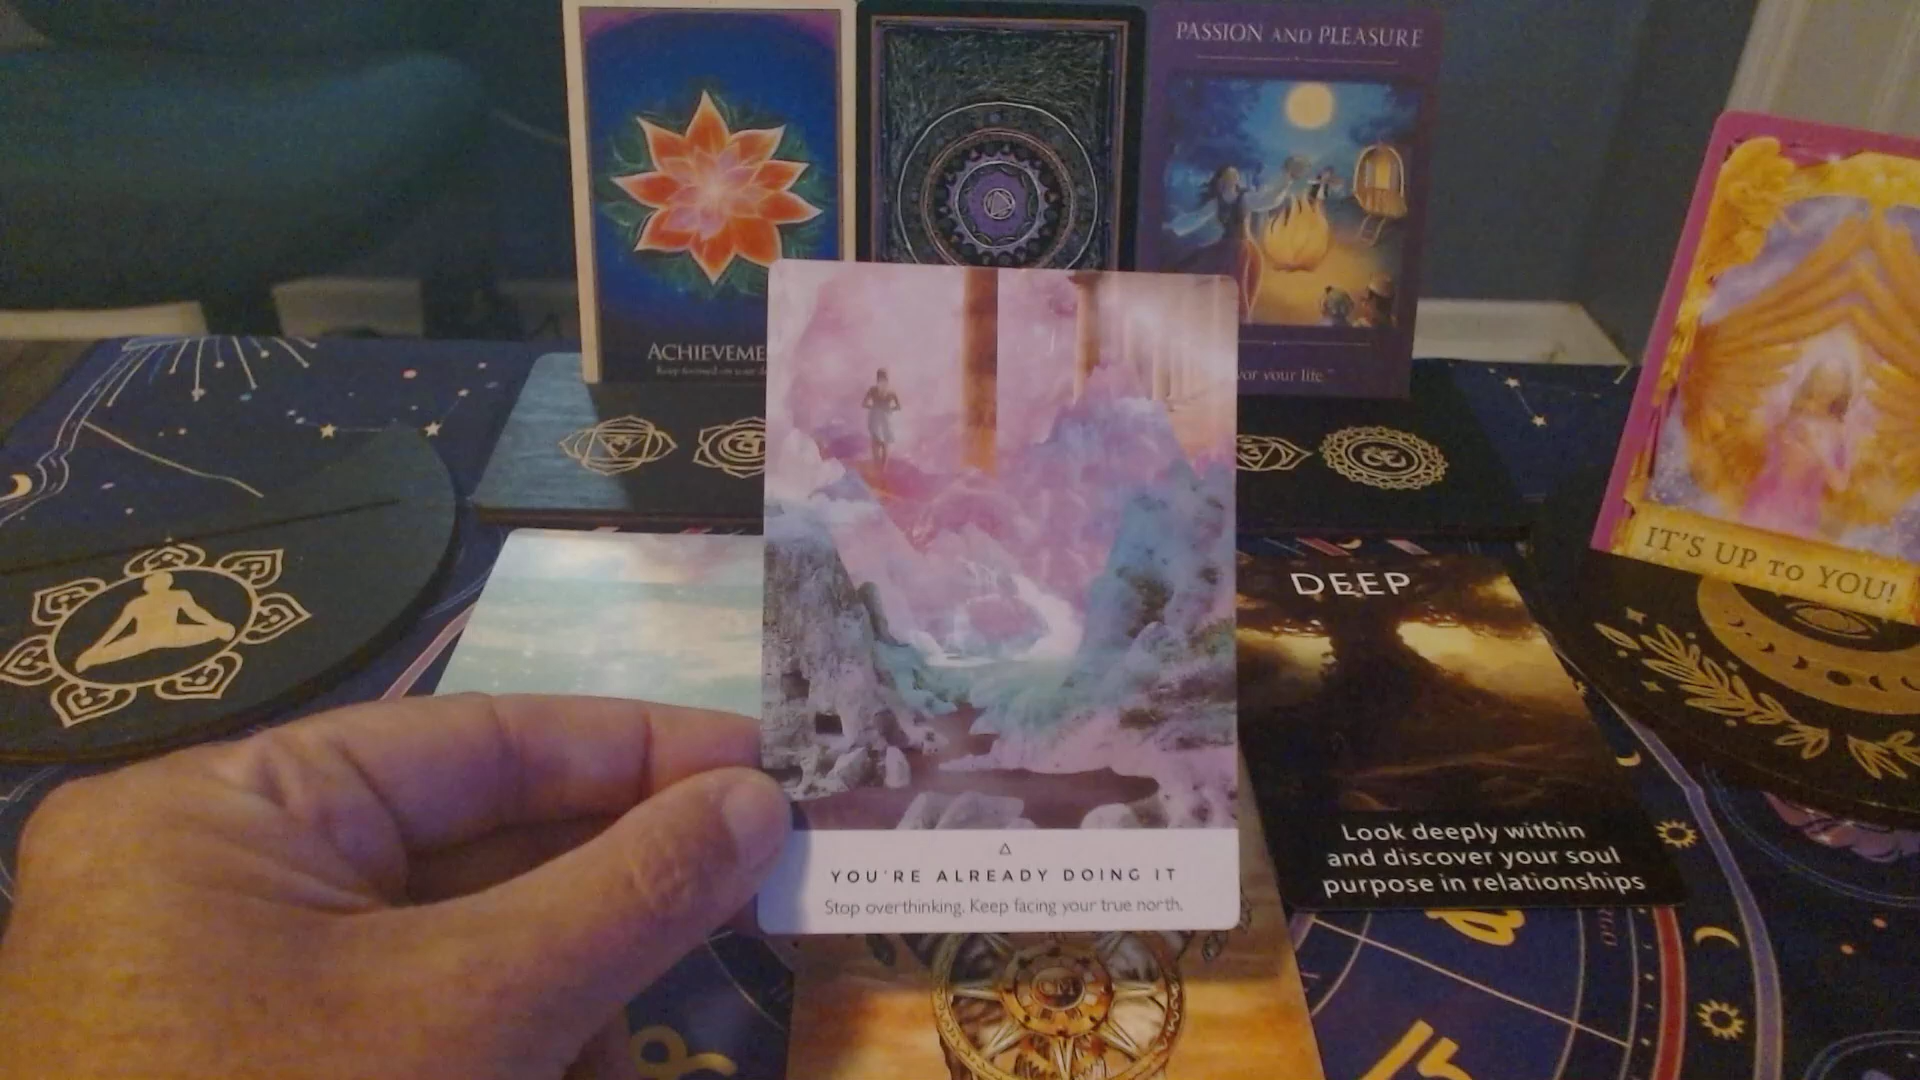 PASSION AND PLEASURE
ACHIEVEME
your life
IT'S UP TO YOU!
DEEP
Look deeply within
and discover your soul
purpose in relationships
YOU'RE ALREADY DOING IT
Stop overthinking. Keep facing your true north.
CM